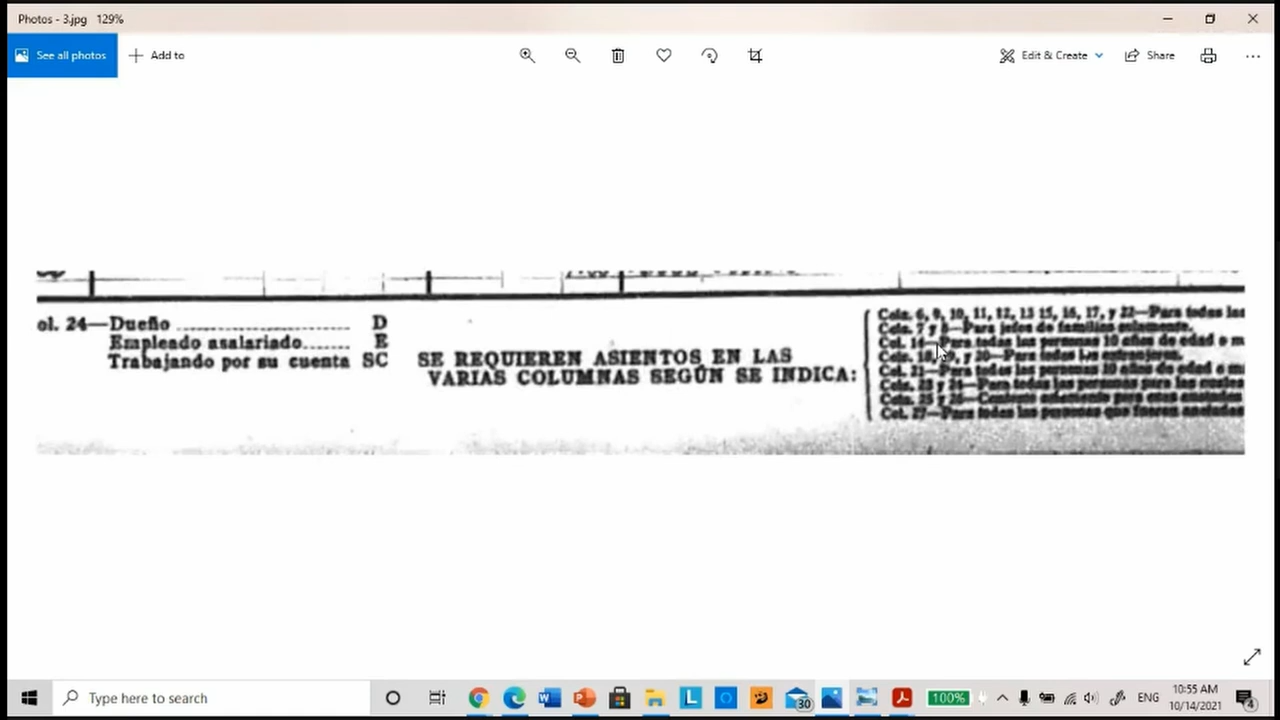 Photos - 3.jpg 129%
See all photos
Add to
Edit & Create
Share
ol. 24—Dueño D
Empleado asalariado E
Trabajando por su cuenta SC
SE REQUIEREN ASIENTOS EN LAS
VARIAS COLUMNAS SEGÚN SE INDICA:
Cols. 6, 9, 10, 11, 12, 13 15, 16, 17, y 22—Para todas las
Cols. 7 y 8—Para jefes de familias solamente.
Col. 14—Para todas las personas 10 años de edad o m
Cols. 18, 19, y 20—Para todos los extranjeros.
Col. 21—Para todas las personas 10 años de edad o m
Cols. 23 y 24—Para todas las personas para las cuales
Cols. 25 y 26—solamente para
Col. 27—Para todas las personas que fueron anotadas
Type here to search
30
100%
ENG
10:55 AM
10/14/2021
4